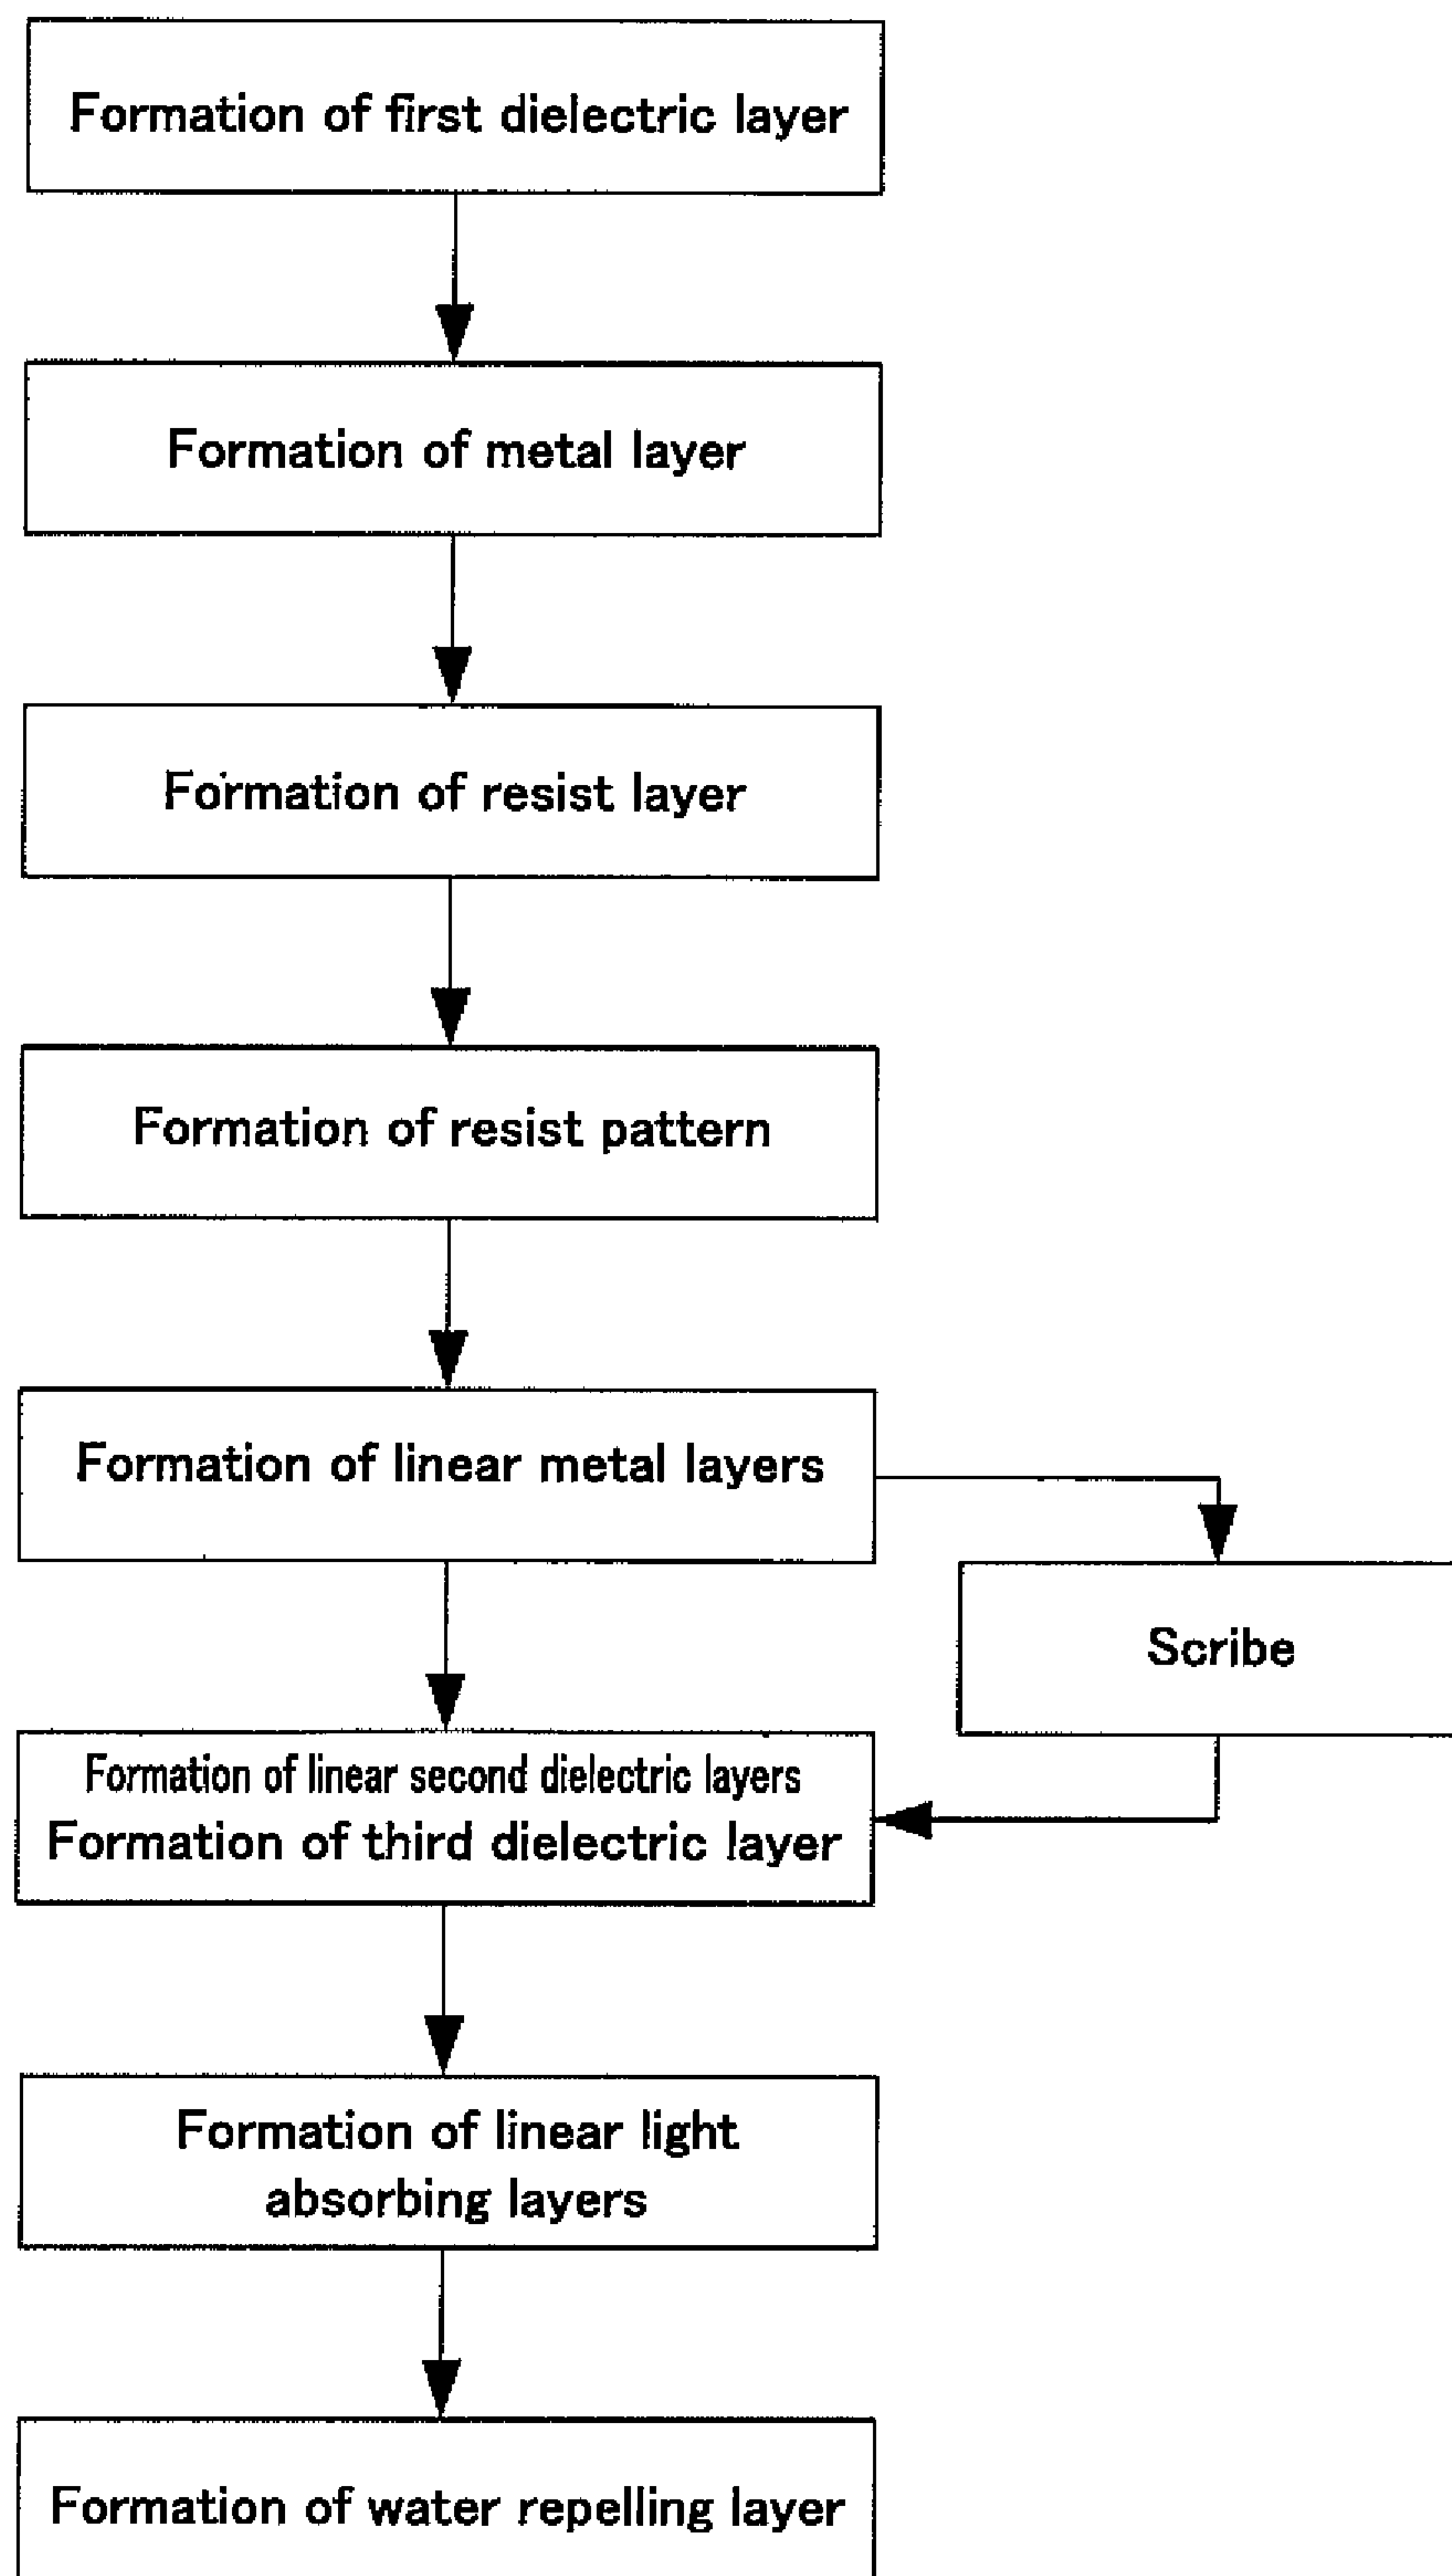 Formation of first dielectric layer
Formation of metal layer
Formation of resist layer
Formation of resist pattern
Formation of linear metal layers
Scribe
Formation of linear second dielectric layers
Formation of third dielectric layer
Formation of linear light
absorbing layers
Formation of water repelling layer